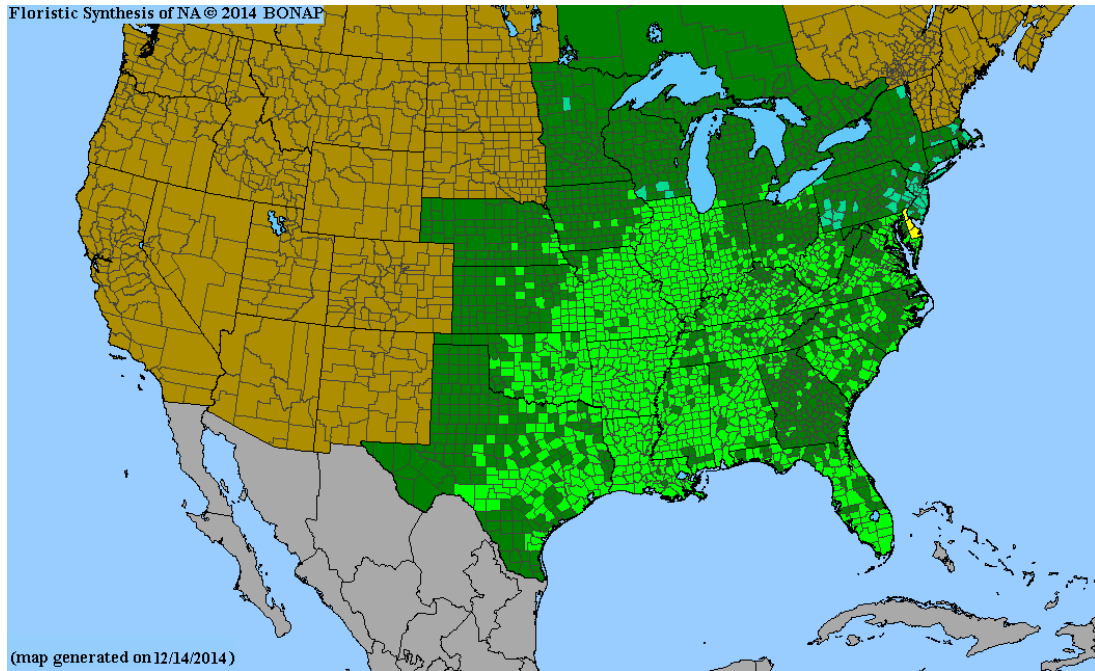 Floristic Synthesis of NA © 2014 BONAP
(map generated on 12/14/2014)